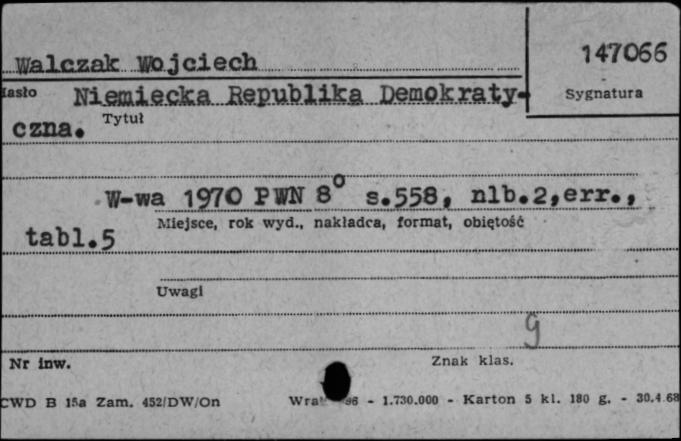 Walczak Wojciech
147066
Hasło Niemiecka Republika Demokraty-
Sygnatura
czna. Tytuł
W-wa 1970 PWN 8° s.558, nlb.2,err.,
Miejsce, rok wyd., nakładca, format, objętość
tabl.5
Uwagi
g
Nr inw. Znak klas.
CWD B 15a Zam. 452/DW/On 96 - 1.730.000 - Karton 5 kl. 180 g. - 30.4.68